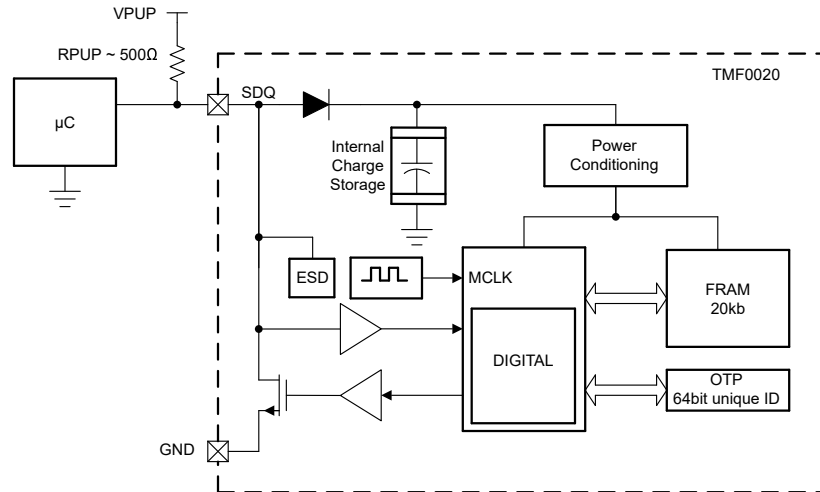 VPUP
RPUP ~ 500Ω
TMF0020
SDQ
µC
Internal
Charge
Storage
Power
Conditioning
ESD
MCLK
FRAM
20kb
DIGITAL
OTP
64bit unique ID
GND